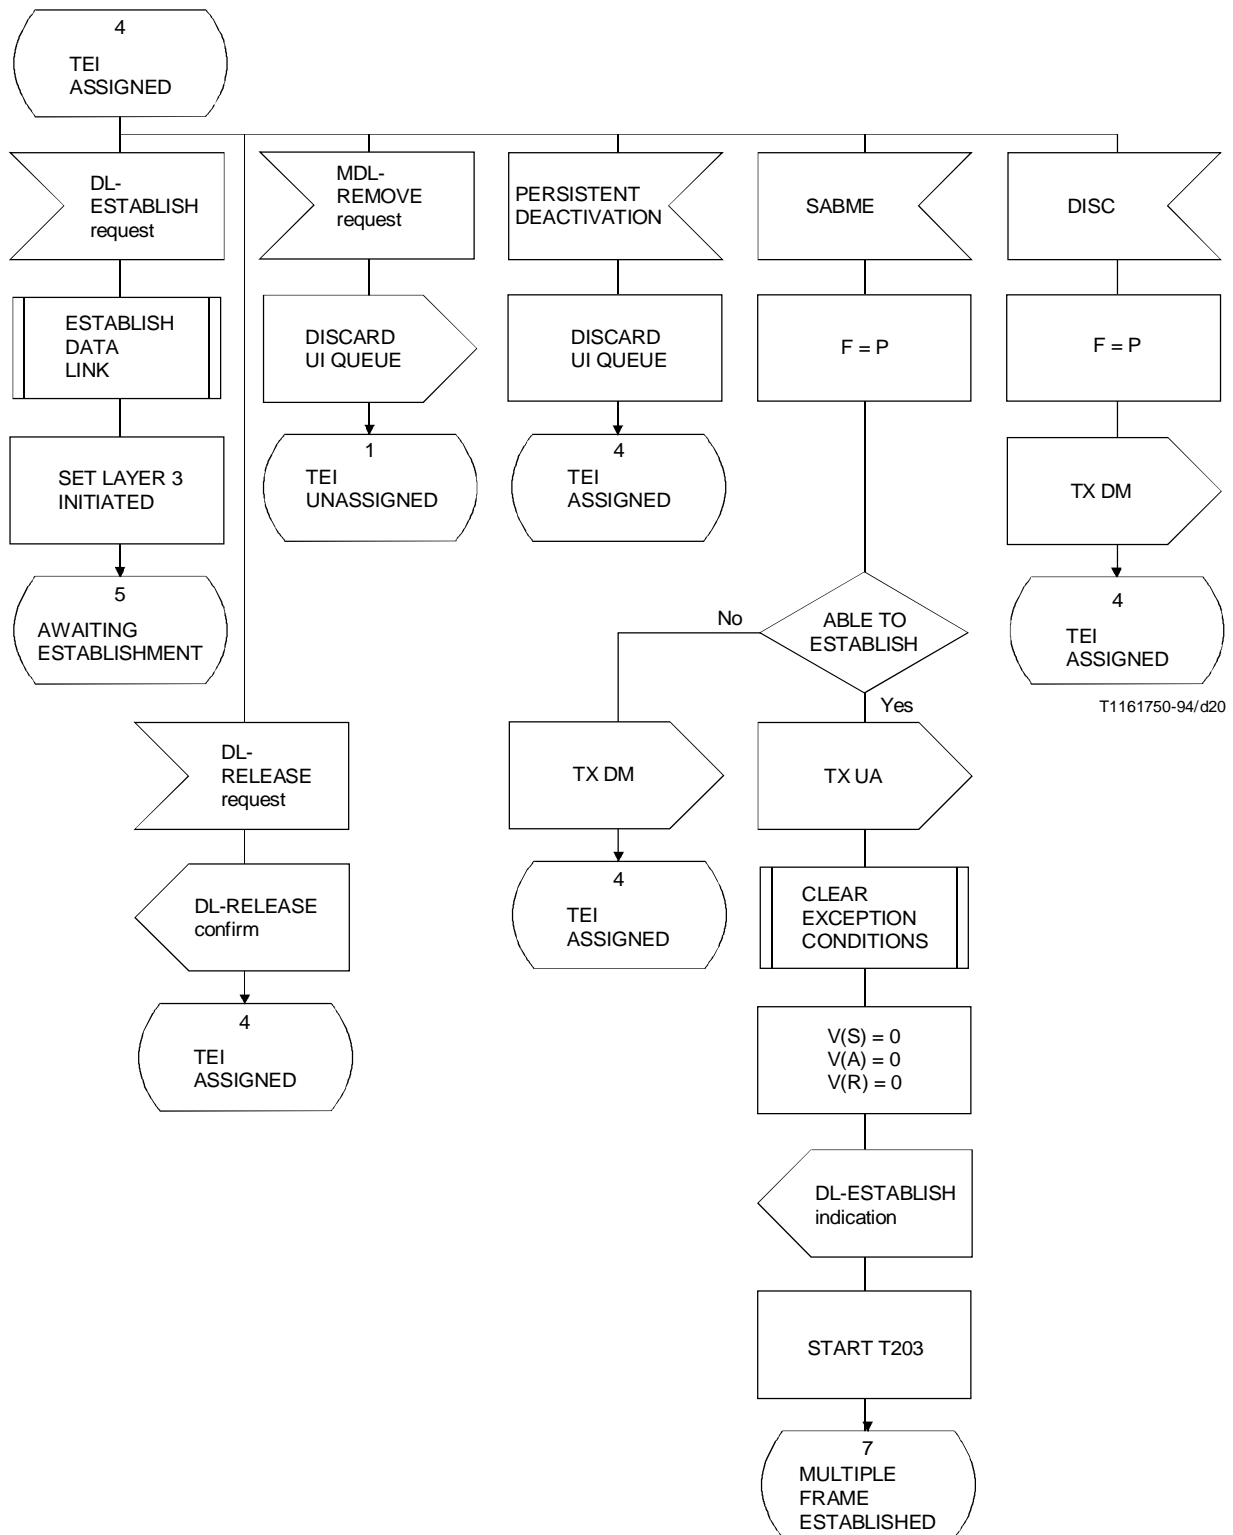 4
TEI
ASSIGNED
DL-
ESTABLISH
request
MDL-
REMOVE
request
PERSISTENT
DEACTIVATION
SABME
DISC
ESTABLISH
DATA
LINK
DISCARD
UI QUEUE
DISCARD
UI QUEUE
F = P
F = P
SET LAYER 3
INITIATED
1
TEI
UNASSIGNED
4
TEI
ASSIGNED
TX DM
5
AWAITING
ESTABLISHMENT
No
ABLE TO
ESTABLISH
Yes
4
TEI
ASSIGNED
T1161750-94/d20
DL-
RELEASE
request
TX DM
TX UA
DL-RELEASE
confirm
4
TEI
ASSIGNED
CLEAR
EXCEPTION
CONDITIONS
4
TEI
ASSIGNED
V(S) = 0
V(A) = 0
V(R) = 0
DL-ESTABLISH
indication
START T203
7
MULTIPLE
FRAME
ESTABLISHED